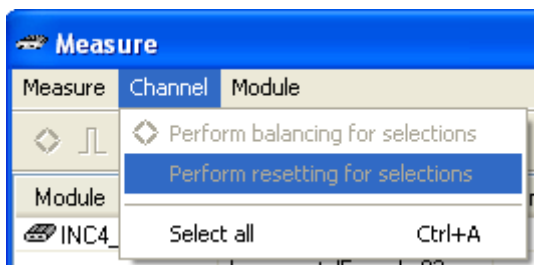 Measure
Measure Channel Module
Perform balancing for selections
Perform resetting for selections
Module
INC4_
Select all Ctrl+A